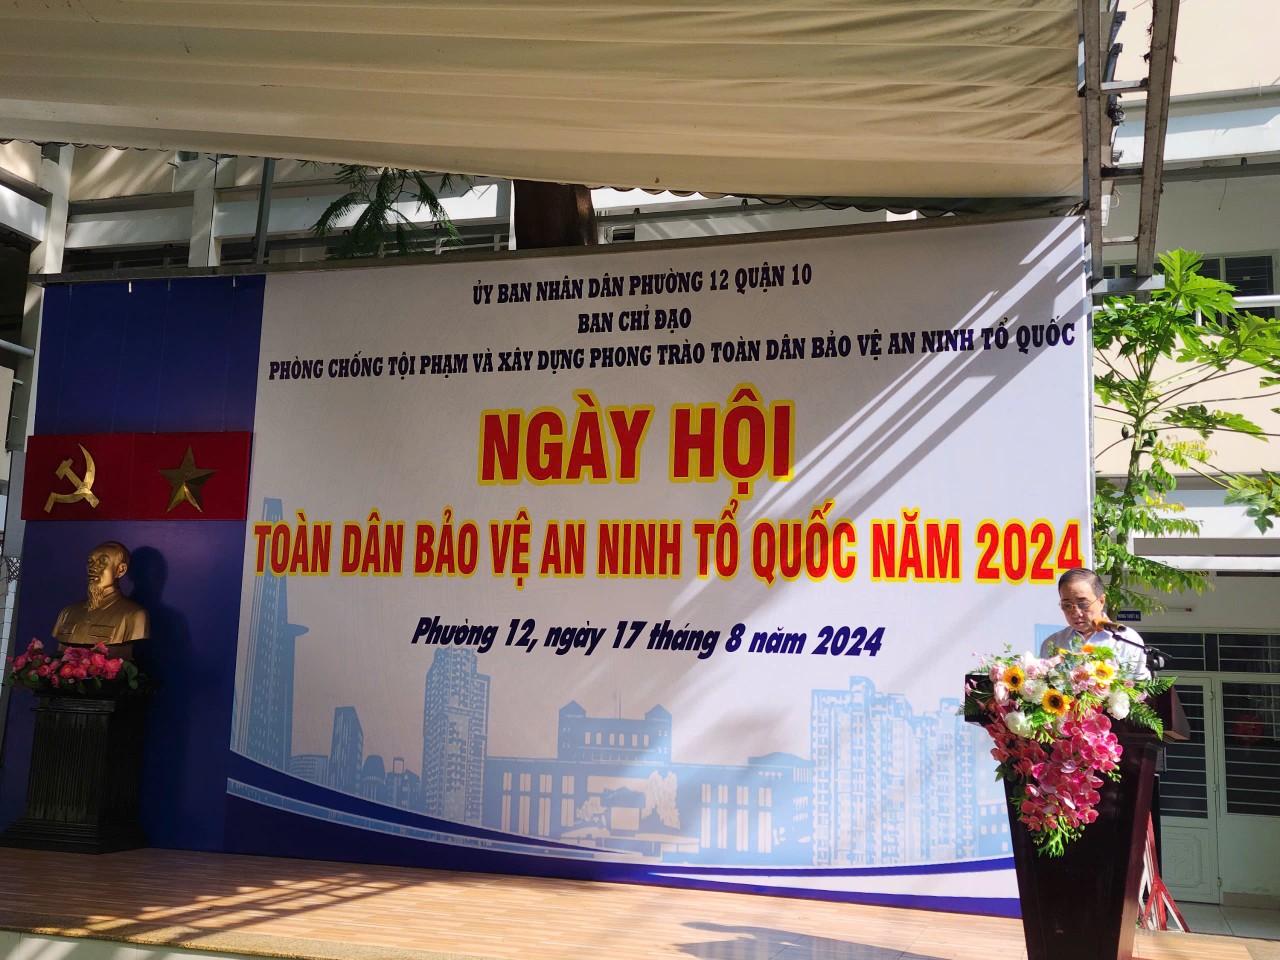 ỦY BAN NHÂN DÂN PHƯỜNG 12 QUẬN 10
BAN CHỈ ĐẠO
PHÒNG CHỐNG TỘI PHẠM VÀ XÂY DỰNG PHONG TRÀO TOÀN DÂN BẢO VỆ AN NINH TỔ QUỐC
NGÀY HỘI
TOÀN DÂN BẢO VỆ AN NINH TỔ QUỐC NĂM 2024
Phường 12, ngày 17 tháng 8 năm 2024